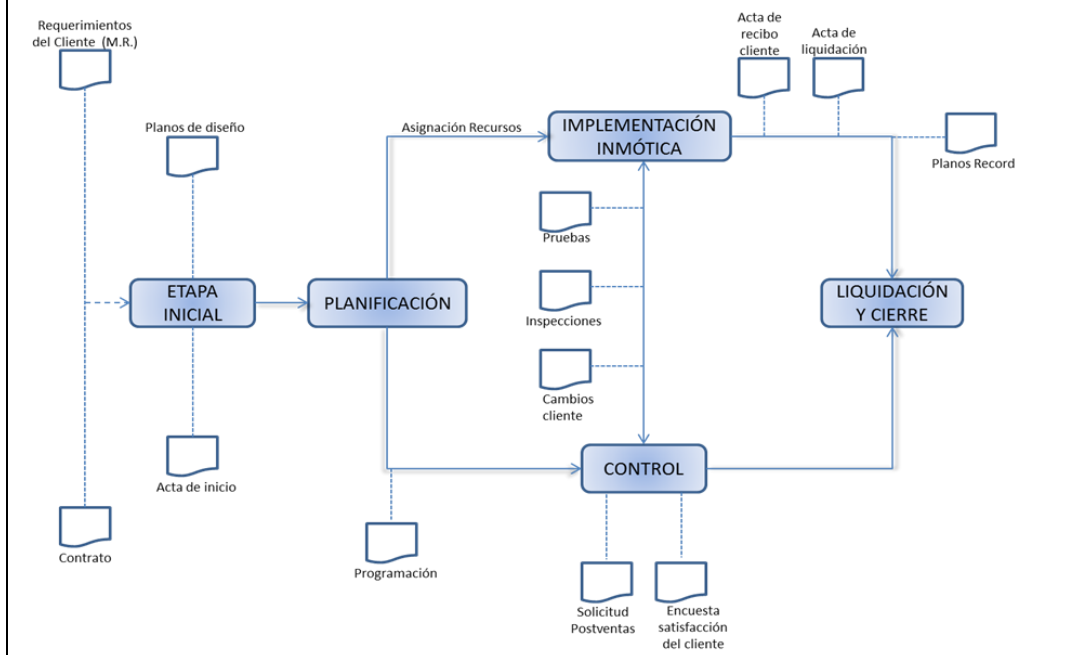 Requerimientos
del Cliente (M.R.)
Acta de
recibo
cliente
Acta de
liquidación
Planos de diseño
Asignación Recursos
IMPLEMENTACIÓN
INMÓTICA
Planos Record
Pruebas
ETAPA
INICIAL
PLANIFICACIÓN
LIQUIDACIÓN
Y CIERRE
Inspecciones
Cambios
cliente
CONTROL
Acta de inicio
Contrato
Programación
Solicitud
Postventas
Encuesta
satisfacción
del cliente